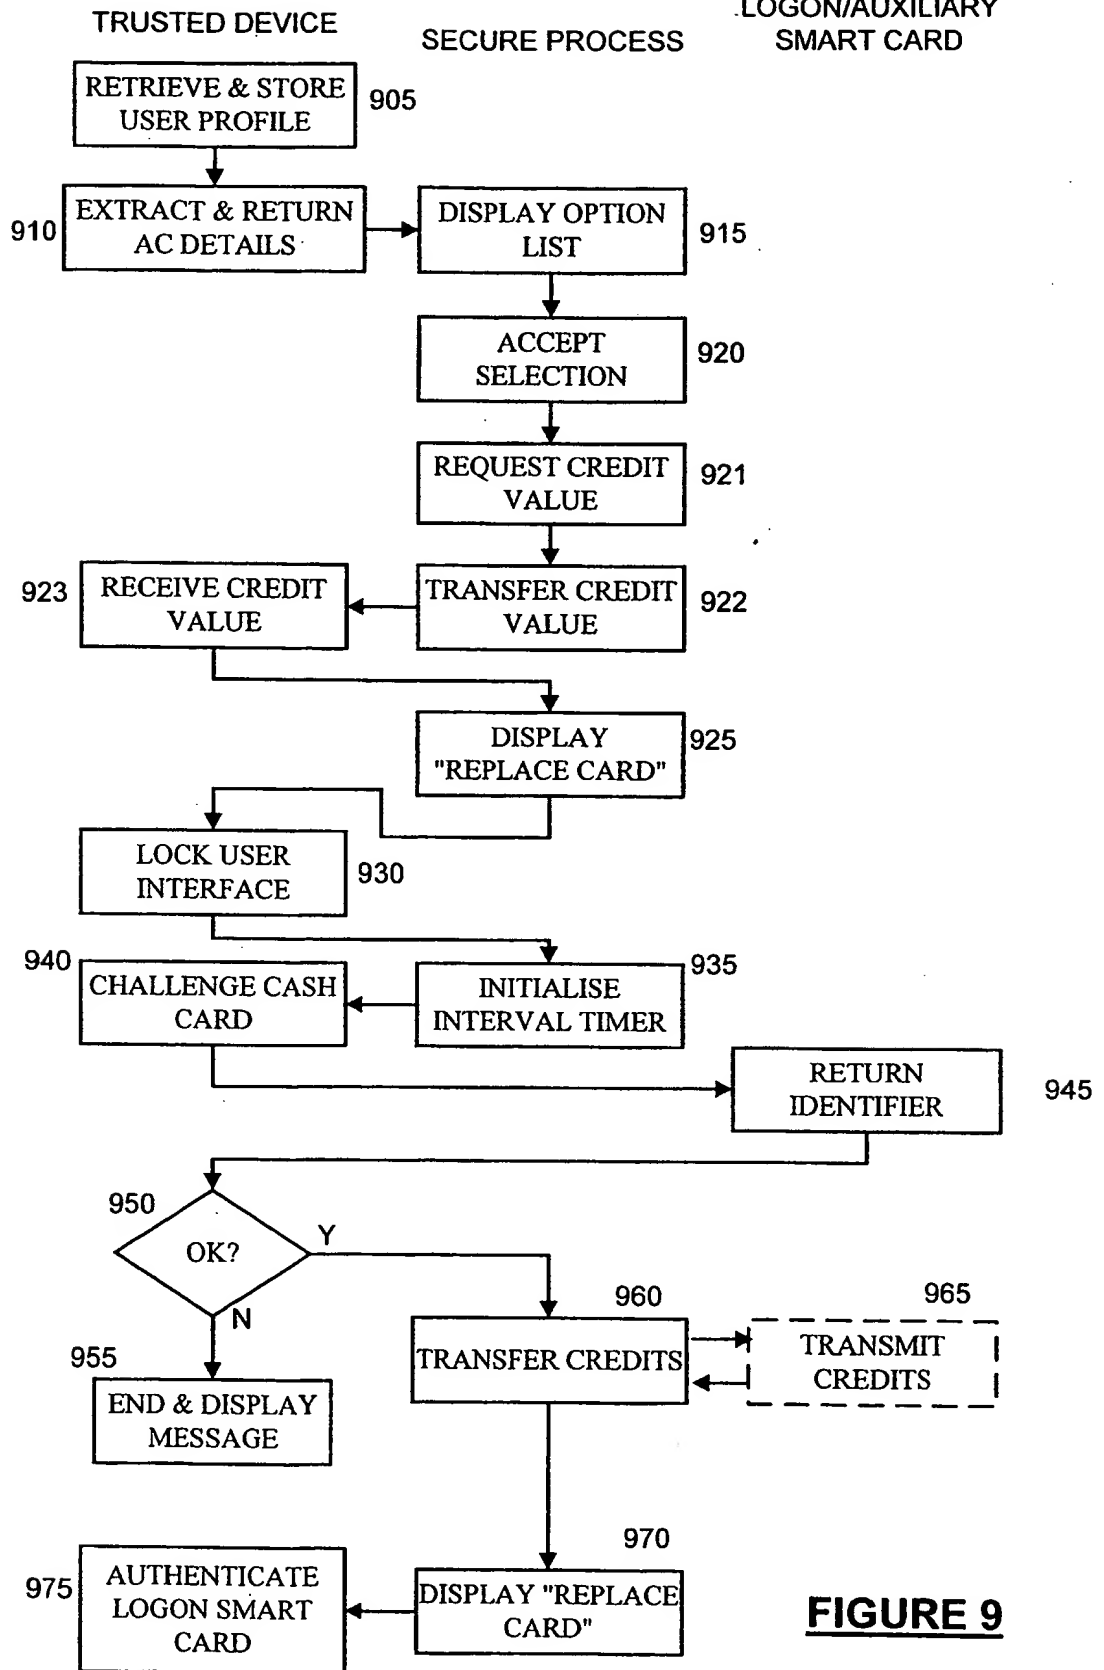 TRUSTED DEVICE
SECURE PROCESS
LOGON/AUXILIARY
SMART CARD
RETRIEVE & STORE
USER PROFILE
905
910
EXTRACT & RETURN
AC DETAILS
DISPLAY OPTION
LIST
915
ACCEPT
SELECTION
920
REQUEST CREDIT
VALUE
921
923
RECEIVE CREDIT
VALUE
TRANSFER CREDIT
VALUE
922
DISPLAY
"REPLACE CARD"
925
LOCK USER
INTERFACE
930
940
CHALLENGE CASH
CARD
INITIALISE
INTERVAL TIMER
935
RETURN
IDENTIFIER
945
950
OK?
Y
N
960
TRANSFER CREDITS
965
TRANSMIT
CREDITS
955
END & DISPLAY
MESSAGE
970
DISPLAY "REPLACE
CARD"
975
AUTHENTICATE
LOGON SMART
CARD
FIGURE 9